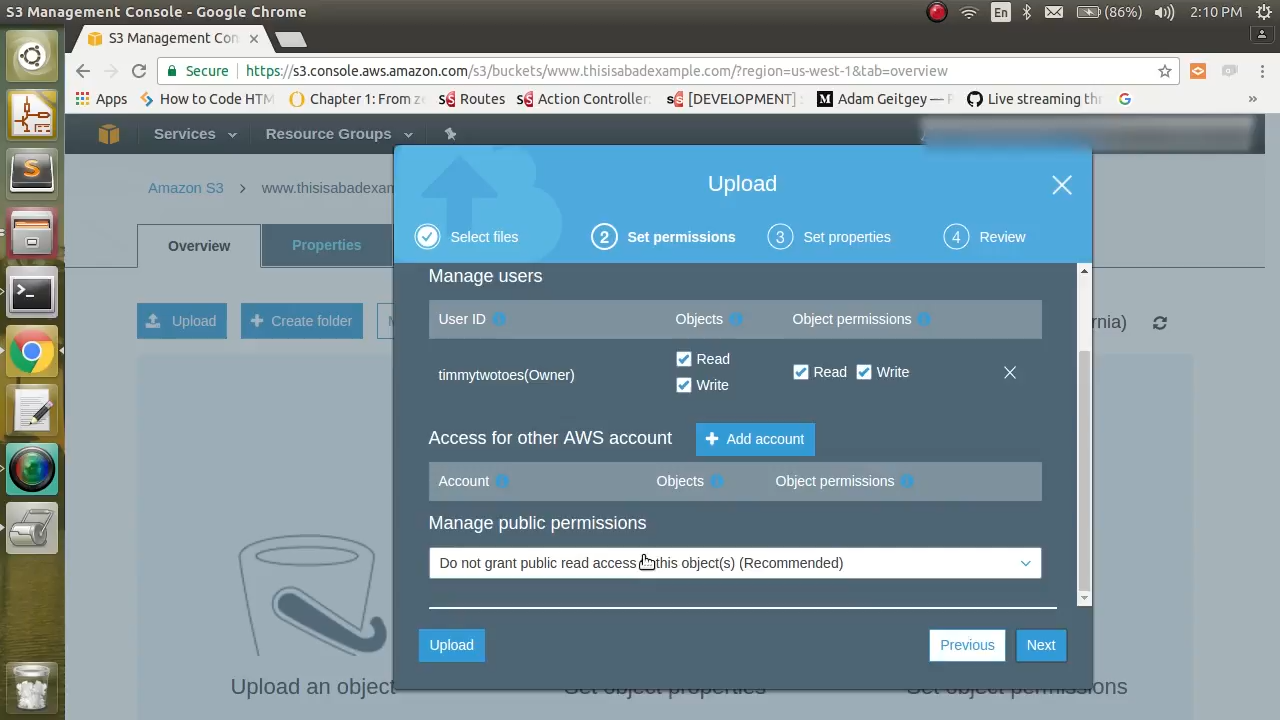 S3 Management Console - Google Chrome
En
(86%)
2:10 PM
S3 Management Con
Secure
https://s3.console.aws.amazon.com/s3/buckets/www.thisisabadexample.com/?region=us-west-1&tab=overview
Apps
How to Code HTM
Chapter 1: From ze
Routes
Action Controller:
[DEVELOPMENT]
Adam Geitgey —
Live streaming thr
»
Services
Resource Groups
Amazon S3 > www.thisisabadexam
Upload
Select files
2 Set permissions
3 Set properties
4 Review
Overview
Properties
Upload
Create folder
rnia)
Manage users
User ID
Objects
Object permissions
timmytwotoes(Owner)
Read
Write
Read
Write
Access for other AWS account
Add account
Account
Objects
Object permissions
Manage public permissions
Do not grant public read access this object(s) (Recommended)
Upload
Previous
Next
Upload an object
Set object properties
Set object permissions